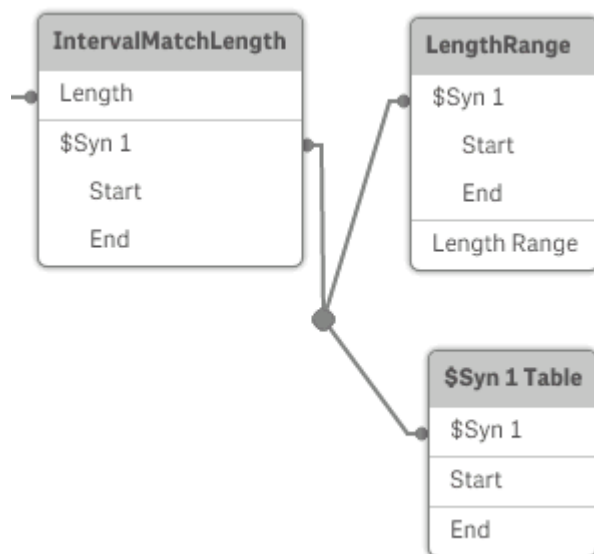 IntervalMatchLength
Length
$Syn 1
Start
End
LengthRange
$Syn 1
Start
End
Length Range
$Syn 1 Table
$Syn 1
Start
End